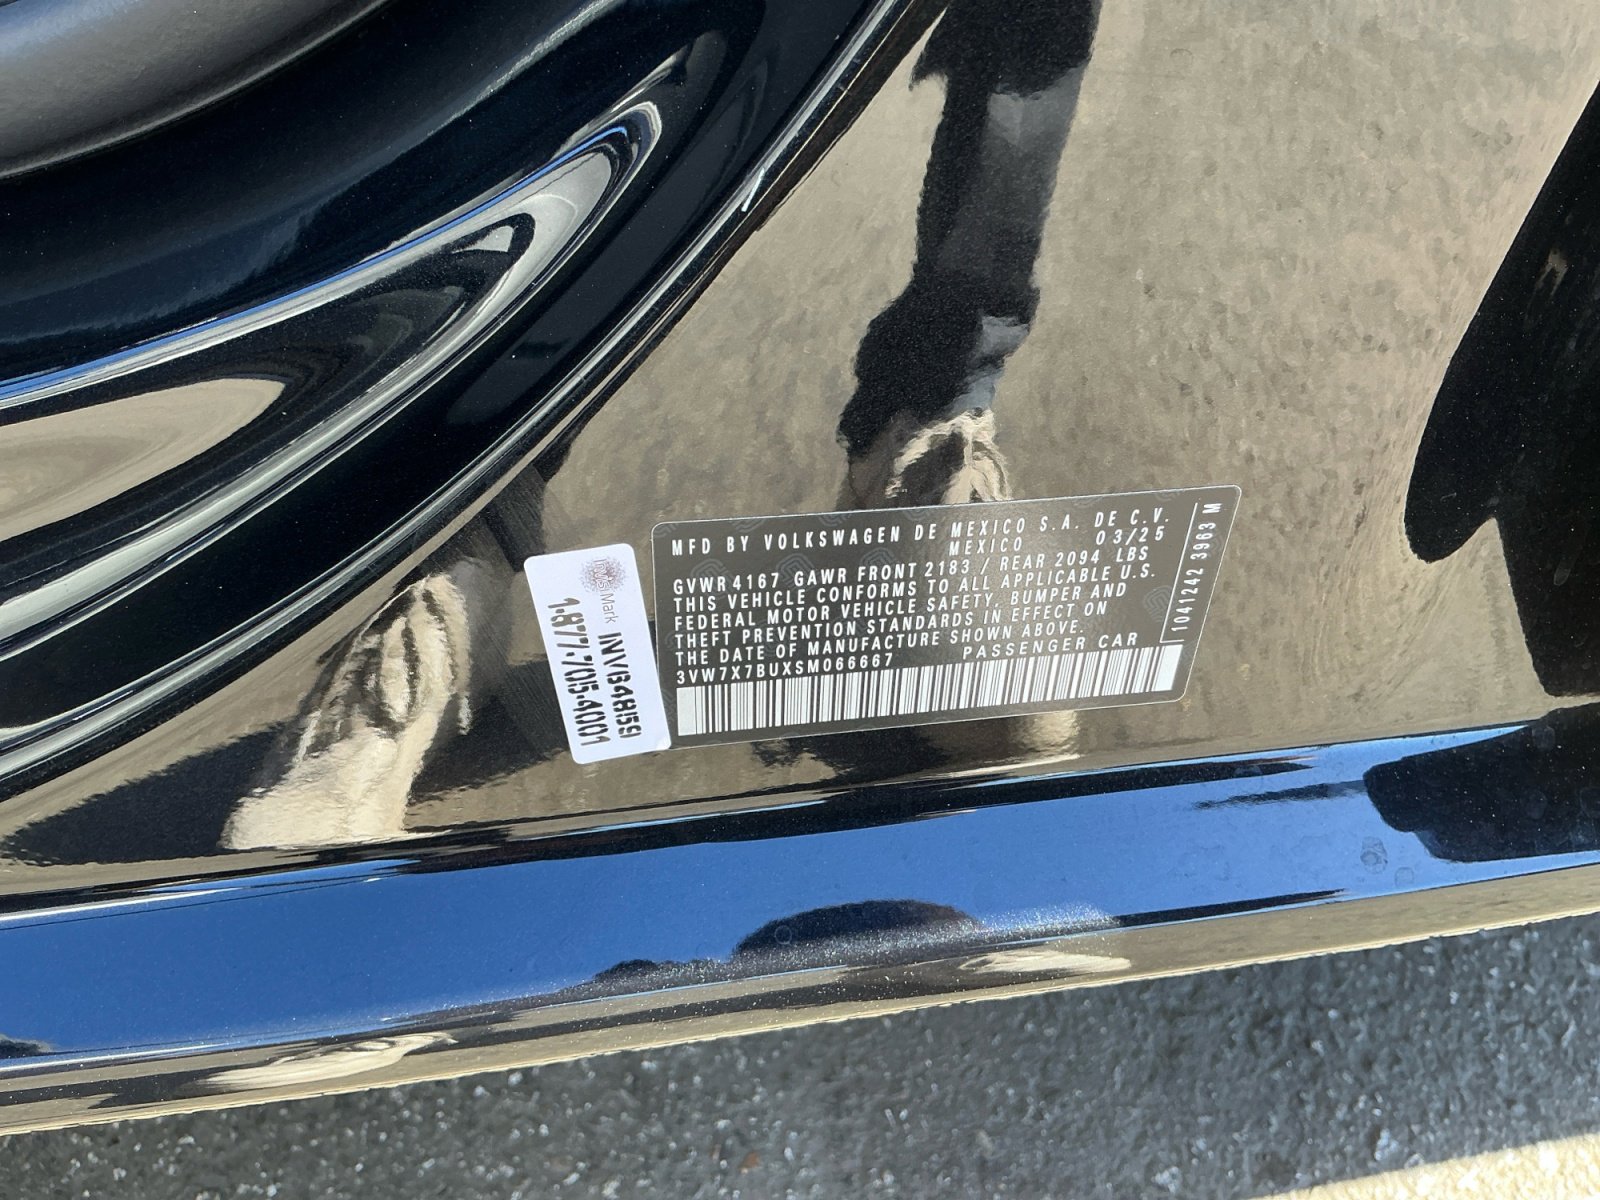 MFD BY VOLKSWAGEN DE MEXICO S.A. DE C.V.
MEXICO 03/25
GVWR 4167 GAWR FRONT 2183 / REAR 2094 LBS
THIS VEHICLE CONFORMS TO ALL APPLICABLE U.S.
FEDERAL MOTOR VEHICLE SAFETY, BUMPER AND
THEFT PREVENTION STANDARDS IN EFFECT ON
THE DATE OF MANUFACTURE SHOWN ABOVE.
3VW7X7BUXSM066667 PASSENGER CAR
1041242 3963 M
Mark
1.877.705.4001